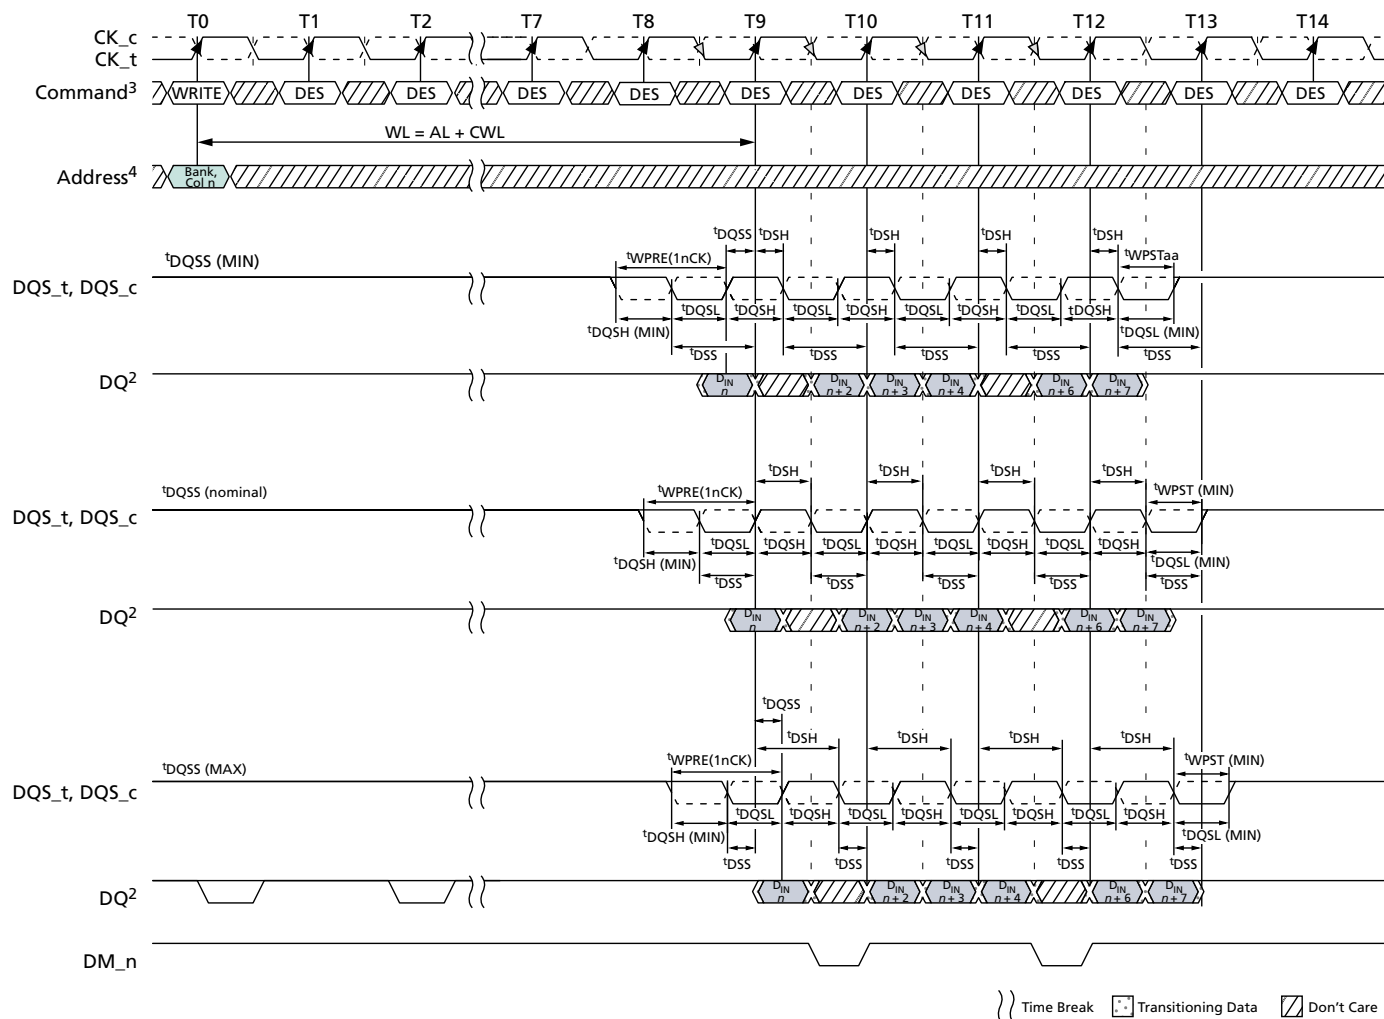 T0 T1 T2 T7 T8 T9 T10 T11 T12 T13 T14
CK_c
CK_t
Command³ WRITE DES DES DES DES DES DES DES DES DES DES
WL = AL + CWL
Address⁴ Bank,
Col n
ᵗDQSS ᵗDSH ᵗDSH ᵗDSH ᵗDSH
ᵗDQSS (MIN) ᵗWPRE(1nCK) ᵗWPSTaa
DQS_t, DQS_c
ᵗDQSL ᵗDQSH ᵗDQSL ᵗDQSH ᵗDQSL ᵗDQSH ᵗDQSL tDQSH
ᵗDQSH (MIN) ᵗDQSL (MIN)
ᵗDSS ᵗDSS ᵗDSS ᵗDSS ᵗDSS
DQ² DIN DIN DIN DIN DIN DIN
n n + 2 n + 3 n + 4 n + 6 n + 7
ᵗDSH ᵗDSH ᵗDSH ᵗDSH
ᵗDQSS (nominal) ᵗWPRE(1nCK) ᵗWPST (MIN)
DQS_t, DQS_c
ᵗDQSL ᵗDQSH ᵗDQSL ᵗDQSH ᵗDQSL ᵗDQSH ᵗDQSL ᵗDQSH
ᵗDQSH (MIN) ᵗDQSL (MIN)
ᵗDSS ᵗDSS ᵗDSS ᵗDSS ᵗDSS
DQ² DIN DIN DIN DIN DIN DIN
n n + 2 n + 3 n + 4 n + 6 n + 7
ᵗDQSS
ᵗDSH ᵗDSH ᵗDSH ᵗDSH
ᵗDQSS (MAX) ᵗWPRE(1nCK) ᵗWPST (MIN)
DQS_t, DQS_c
ᵗDQSL ᵗDQSH ᵗDQSL ᵗDQSH ᵗDQSL ᵗDQSH ᵗDQSL ᵗDQSH
ᵗDQSH (MIN) ᵗDQSL (MIN)
ᵗDSS ᵗDSS ᵗDSS ᵗDSS ᵗDSS
DQ² DIN DIN DIN DIN DIN DIN
n n + 2 n + 3 n + 4 n + 6 n + 7
DM_n
Time Break Transitioning Data Don't Care